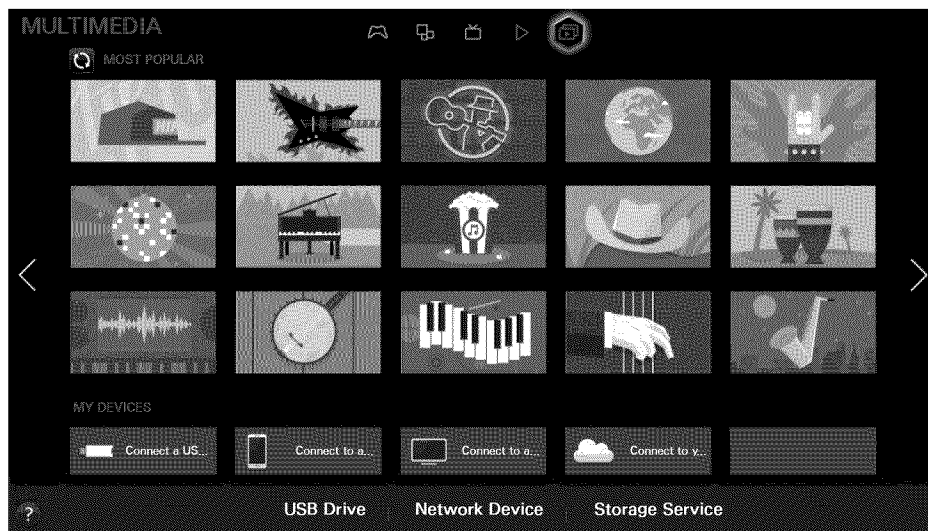 MULTIMEDIA
MOST POPULAR
MY DEVICES
Connect a US...
Connect to a...
Connect to a...
Connect to y...
?
USB Drive
Network Device
Storage Service